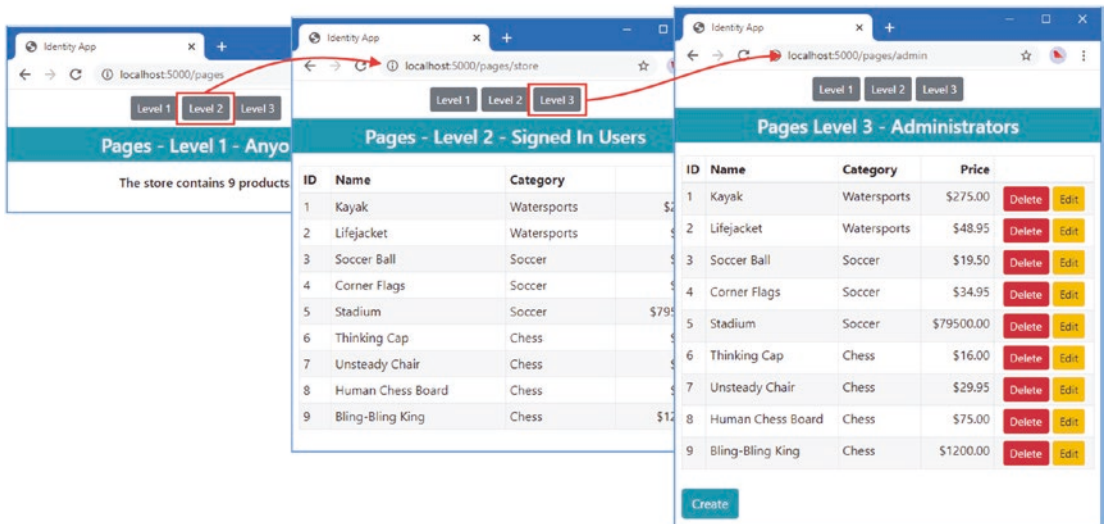 Identity App
localhost:5000/pages
Level 1 Level 2 Level 3
Pages - Level 1 - Anyo
The store contains 9 products
Identity App
localhost:5000/pages/store
Level 1 Level 2 Level 3
Pages - Level 2 - Signed In Users
ID Name Category
1 Kayak Watersports
2 Lifejacket Watersports
3 Soccer Ball Soccer
4 Corner Flags Soccer
5 Stadium Soccer $795
6 Thinking Cap Chess
7 Unsteady Chair Chess
8 Human Chess Board Chess
9 Bling-Bling King Chess $12
Identity App
localhost:5000/pages/admin
Level 1 Level 2 Level 3
Pages Level 3 - Administrators
ID Name Category Price
1 Kayak Watersports $275.00 Delete Edit
2 Lifejacket Watersports $48.95 Delete Edit
3 Soccer Ball Soccer $19.50 Delete Edit
4 Corner Flags Soccer $34.95 Delete Edit
5 Stadium Soccer $79500.00 Delete Edit
6 Thinking Cap Chess $16.00 Delete Edit
7 Unsteady Chair Chess $29.95 Delete Edit
8 Human Chess Board Chess $75.00 Delete Edit
9 Bling-Bling King Chess $1200.00 Delete Edit
Create